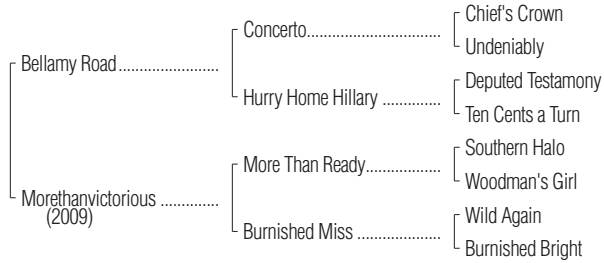 Chief's Crown
Concerto................................
Undeniably
Bellamy Road.......................
Deputed Testamony
Hurry Home Hillary ..............
Ten Cents a Turn
Southern Halo
More Than Ready..................
Woodman's Girl
Morethanvictorious .............
(2009)
Wild Again
Burnished Miss ....................
Burnished Bright